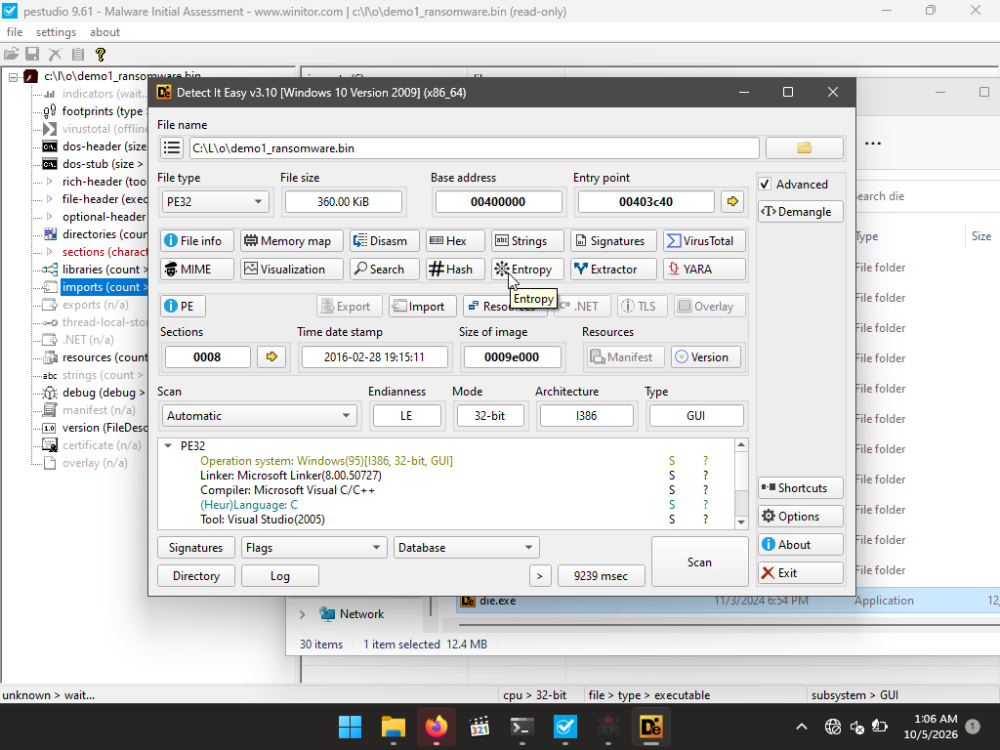 pestudio 9.61 - Malware Initial Assessment - www.winitor.com | c:\l\o\demo1_ransomware.bin (read-only)
file settings about
c:\l\o\demo1_ransomware.bin
indicators (wait...
footprints (type >
virustotal (offline
dos-header (size
dos-stub (size >
rich-header (too
file-header (exec
optional-header
directories (coun
sections (charact
libraries (count >
imports (count >
exports (n/a)
thread-local-sto
.NET (n/a)
resources (count
strings (count >
debug (debug >
manifest (n/a)
version (FileDesc
certificate (n/a)
overlay (n/a)
Detect It Easy v3.10 [Windows 10 Version 2009] (x86_64)
File name
C:\L\o\demo1_ransomware.bin
File type File size Base address Entry point
PE32 360.00 KiB 00400000 00403c40
Advanced
Demangle
File info Memory map Disasm Hex Strings Signatures VirusTotal
MIME Visualization Search Hash Entropy Extractor YARA
Entropy
PE Export Import Resources .NET TLS Overlay
Sections Time date stamp Size of image Resources
0008 2016-02-28 19:15:11 0009e000 Manifest Version
Scan Endianness Mode Architecture Type
Automatic LE 32-bit I386 GUI
PE32
Operation system: Windows(95)[I386, 32-bit, GUI] S ?
Linker: Microsoft Linker(8.00.50727) S ?
Compiler: Microsoft Visual C/C++ S ?
(Heur)Language: C S ?
Tool: Visual Studio(2005) S ?
Signatures Flags Database Scan
Directory Log > 9239 msec
Shortcuts
Options
About
Exit
...
earch die
Type Size
File folder
File folder
File folder
File folder
File folder
File folder
File folder
File folder
File folder
File folder
File folder
die.exe 11/3/2024 6:54 PM Application 12,
Network
30 items 1 item selected 12.4 MB
unknown > wait... cpu > 32-bit file > type > executable subsystem > GUI
321
1:06 AM
10/5/2026
1